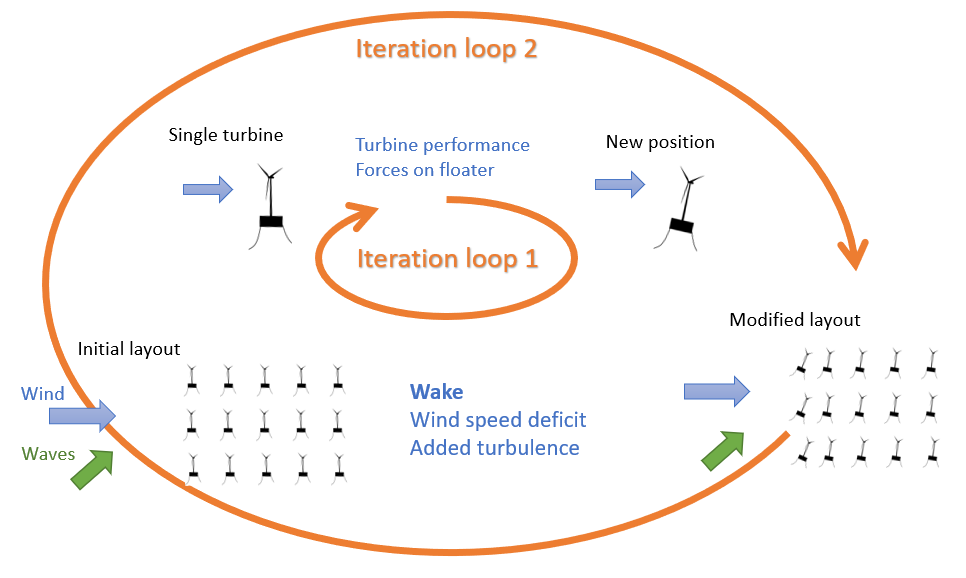 Iteration loop 2
Single turbine
Turbine performance
Forces on floater
New position
Iteration loop 1
Initial layout
Modified layout
Wind
Waves
Wake
Wind speed deficit
Added turbulence